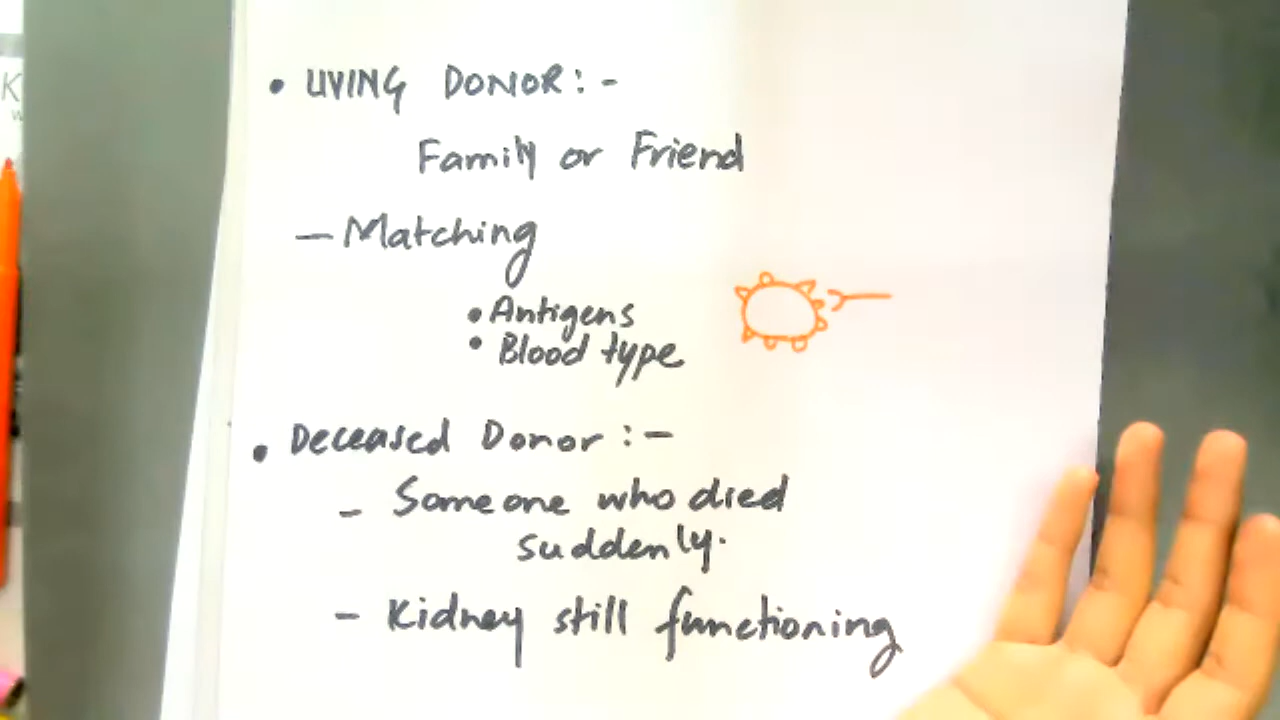 • LIVING DONOR:-
Family or Friend
- Matching
• Antigens
• Blood type
• Deceased Donor:-
- Someone who died
suddenly.
- Kidney still functioning
K